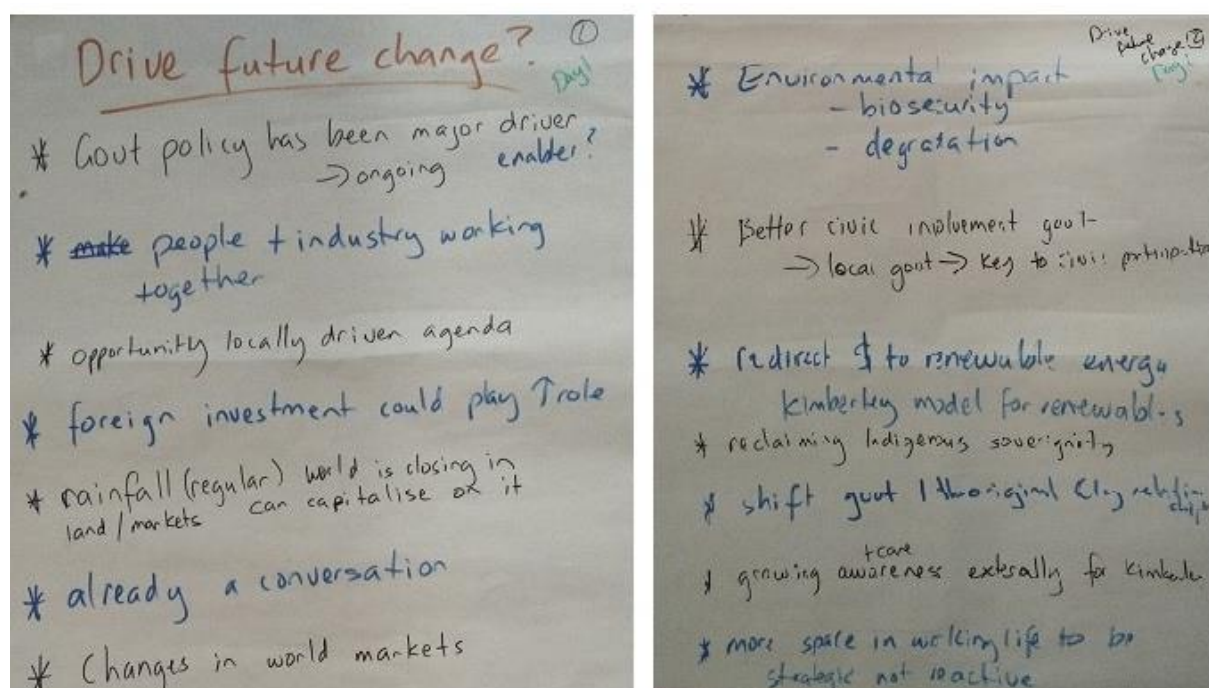 Drive future change? ①
Day 1
* Govt policy has been major driver
→ ongoing enabler?
* make people + industry working
together
* opportunity locally driven agenda
* foreign investment could play ↑ role
* rainfall (regular) world is closing in
land / markets can capitalise on it
* already a conversation
* Changes in world markets
Drive
future
change? ②
Day 1
* Environmental impact
- biosecurity
- degradation
* Better civic involvement govt
→ local govt → key to civic participation
* redirect $ to renewable energy
Kimberley model for renewables
* reclaiming Indigenous soverignity
* shift govt / Aboriginal
+ care
* growing awareness for Kimberley
* more space in working life to be
strategic not reactive